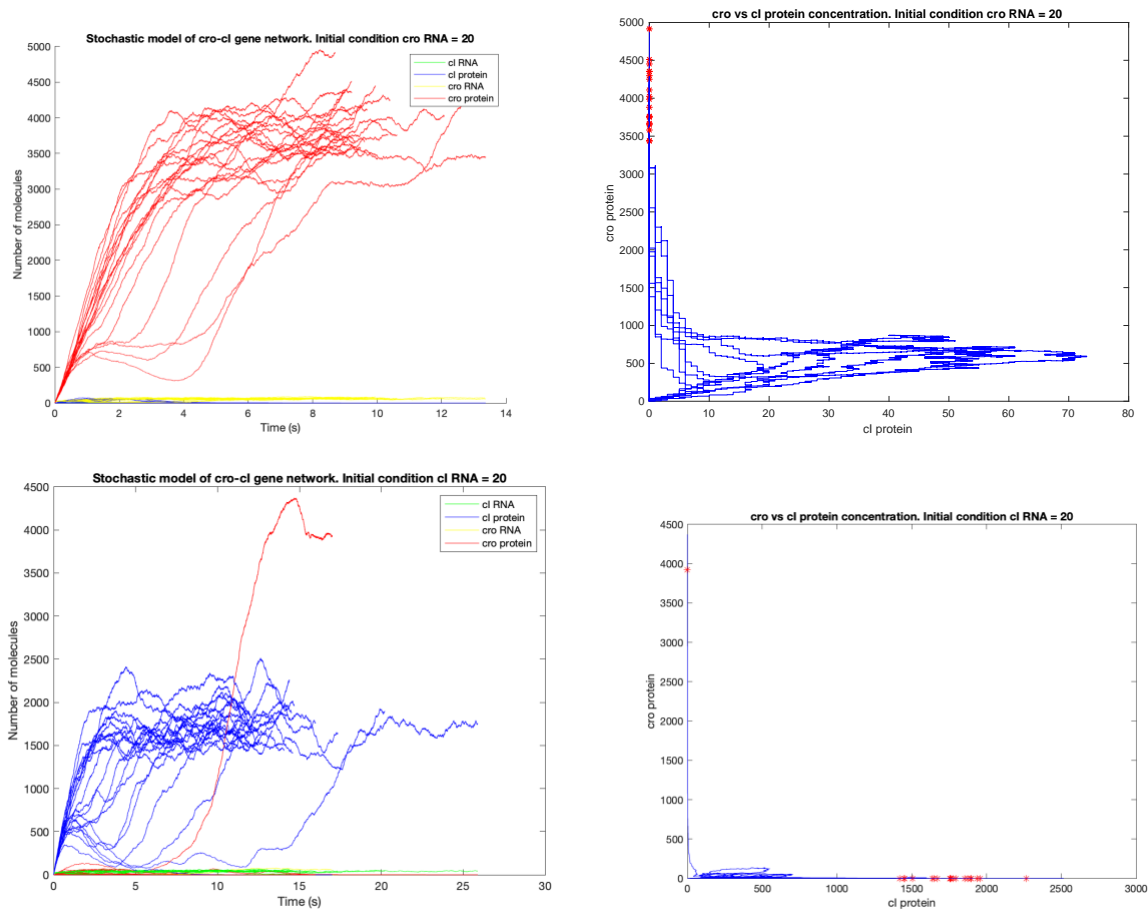 Stochastic model of cro-cI gene network. Initial condition cro RNA = 20
5000
4500
4000
3500
3000
2500
2000
1500
1000
500
0
Number of molecules
0 2 4 6 8 10 12 14
Time (s)
cI RNA
cI protein
cro RNA
cro protein
cro vs cI protein concentration. Initial condition cro RNA = 20
5000
4500
4000
3500
3000
2500
2000
1500
1000
500
0
cro protein
0 10 20 30 40 50 60 70 80
cI protein
Stochastic model of cro-cI gene network. Initial condition cI RNA = 20
4500
4000
3500
3000
2500
2000
1500
1000
500
0
Number of molecules
0 5 10 15 20 25 30
Time (s)
cI RNA
cI protein
cro RNA
cro protein
cro vs cI protein concentration. Initial condition cI RNA = 20
4500
4000
3500
3000
2500
2000
1500
1000
500
0
cro protein
0 500 1000 1500 2000 2500 3000
cI protein